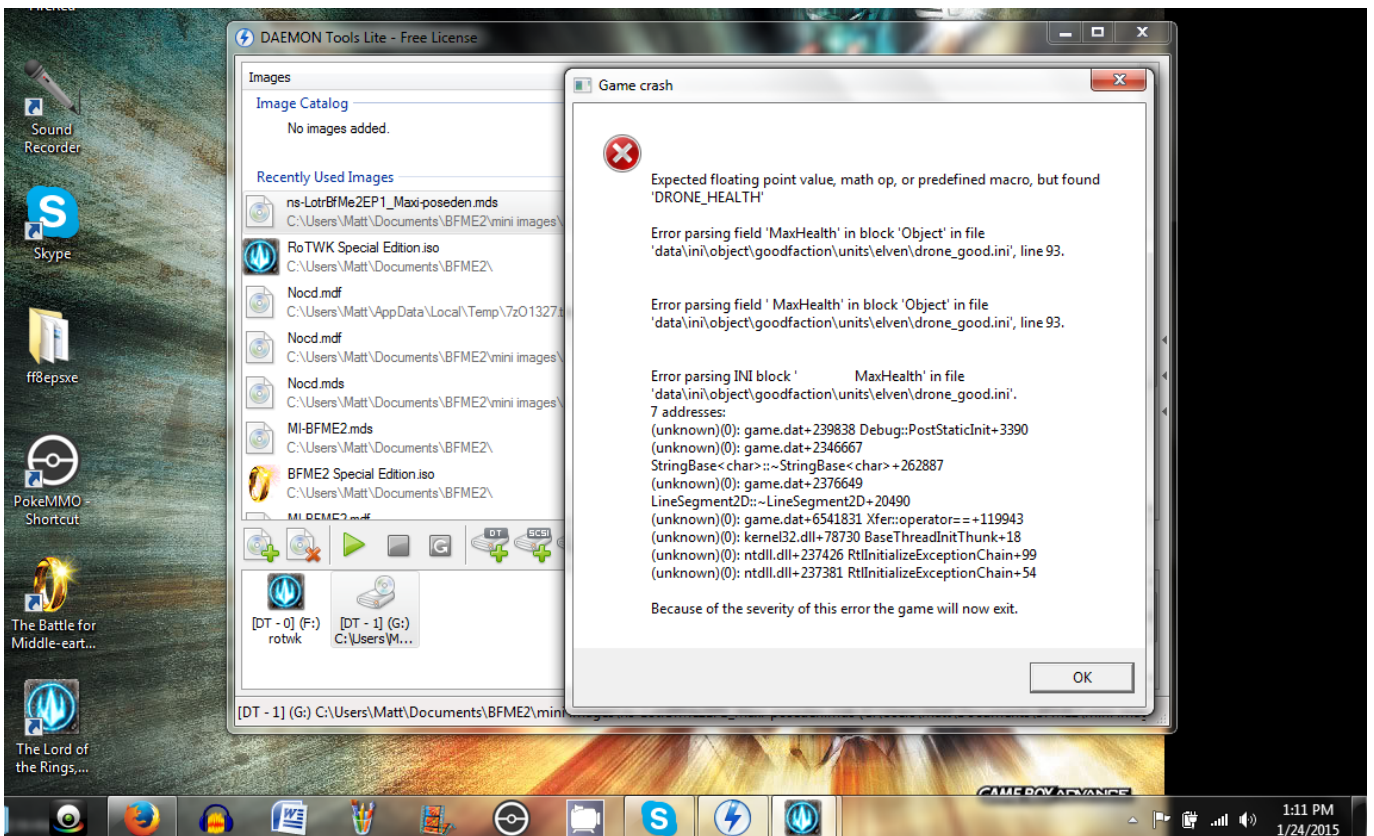 DAEMON Tools Lite - Free License
Images
Image Catalog
No images added.
Recently Used Images
ns-LotrBfMe2EP1_Maxi-poseden.mds
C:\Users\Matt\Documents\BFME2\mini images\
RoTWK Special Edition.iso
C:\Users\Matt\Documents\BFME2\
Nocd.mdf
C:\Users\Matt\AppData\Local\Temp\7zO1327.t
Nocd.mdf
C:\Users\Matt\Documents\BFME2\mini images\
Nocd.mds
C:\Users\Matt\Documents\BFME2\mini images\
MI-BFME2.mds
C:\Users\Matt\Documents\BFME2\
BFME2 Special Edition.iso
C:\Users\Matt\Documents\BFME2\
DT
SCSI
[DT - 0] (F:)
rotwk
[DT - 1] (G:)
C:\Users\M...
[DT - 1] (G:) C:\Users\Matt\Documents\BFME2\mini
Game crash
Expected floating point value, math op, or predefined macro, but found
'DRONE_HEALTH'
Error parsing field 'MaxHealth' in block 'Object' in file
'data\ini\object\goodfaction\units\elven\drone_good.ini', line 93.
Error parsing field ' MaxHealth' in block 'Object' in file
'data\ini\object\goodfaction\units\elven\drone_good.ini', line 93.
Error parsing INI block ' MaxHealth' in file
'data\ini\object\goodfaction\units\elven\drone_good.ini'.
7 addresses:
(unknown)(0): game.dat+239838 Debug::PostStaticInit+3390
(unknown)(0): game.dat+2346667
StringBase<char>::~StringBase<char>+262887
(unknown)(0): game.dat+2376649
LineSegment2D::~LineSegment2D+20490
(unknown)(0): game.dat+6541831 Xfer::operator==+119943
(unknown)(0): kernel32.dll+78730 BaseThreadInitThunk+18
(unknown)(0): ntdll.dll+237426 RtlInitializeExceptionChain+99
(unknown)(0): ntdll.dll+237381 RtlInitializeExceptionChain+54
Because of the severity of this error the game will now exit.
OK
Sound
Recorder
Skype
ff8epsxe
PokeMMO -
Shortcut
The Battle for
Middle-eart...
The Lord of
the Rings,...
GAME BOY ADVANCE
1:11 PM
1/24/2015